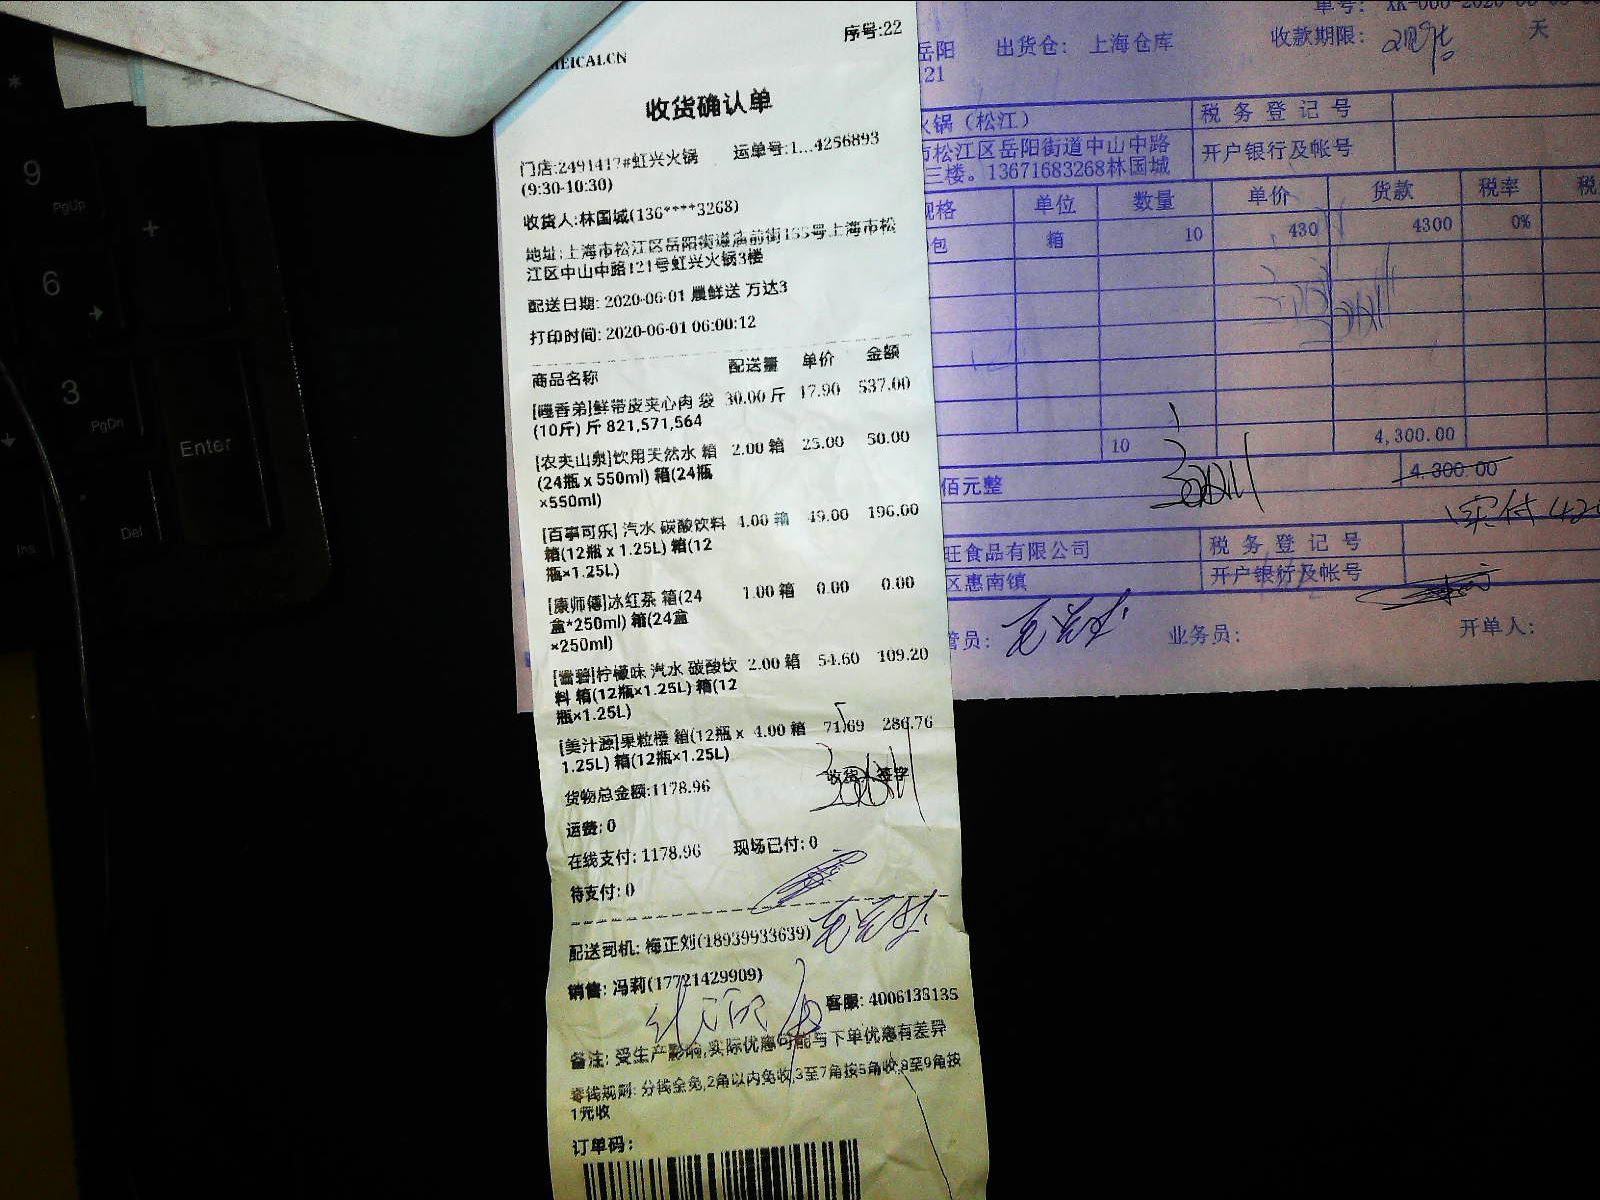 序号:22
MEICAI.CN
收货确认单
门店:2491417#虹兴火锅 运单号:1...4256893
(9:30-10:30)
收货人:林国城(136****3268)
地址:上海市松江区岳阳街道庙前街155号上海市松
江区中山中路121号虹兴火锅3楼
配送日期: 2020-06-01 晨鲜送 万达3
打印时间: 2020-06-01 06:00:12
商品名称 配送量 单价 金额
[嘎香弟]鲜带皮夹心肉 袋 30.00 斤 17.90 537.00
(10斤) 斤 821,571,564
[农夫山泉]饮用天然水 箱 2.00 箱 25.00 50.00
(24瓶 x 550ml) 箱(24瓶
×550ml)
[百事可乐] 汽水 碳酸饮料 4.00 箱 49.00 196.00
箱(12瓶 x 1.25L) 箱(12
瓶×1.25L)
[康师傅]冰红茶 箱(24 1.00 箱 0.00 0.00
盒*250ml) 箱(24盒
×250ml)
[雪碧]柠檬味 汽水 碳酸饮 2.00 箱 54.60 109.20
料 箱(12瓶×1.25L) 箱(12
瓶×1.25L)
[美汁源]果粒橙 箱(12瓶 x 4.00 箱 71.69 286.76
1.25L) 箱(12瓶×1.25L)
收货 签字
货物总金额:1178.96
运费: 0
在线支付: 1178.96 现场已付: 0
待支付: 0
配送司机: 梅正刘(18939933639)
销售: 冯莉(17721429909)
客服: 4006135135
备注: 受生产影响,实际优惠可能与下单优惠有差异
零钱规则: 分钱全免,2角以内免收,3至7角按5角收,8至9角按
1元收
订单码:
单号:
岳阳 出货仓: 上海仓库 收款期限: 现结 天
21
火锅（松江） 税务登记号
松江区岳阳街道中山中路 开户银行及帐号
三楼。13671683268林国城
规格 单位 数量 单价 货款 税率 税
包 箱 10 430 4300 0%
10 4,300.00
佰元整 4,300.00
实付 420
旺食品有限公司 税务登记号
区惠南镇 开户银行及帐号
管员: 业务员: 开单人: